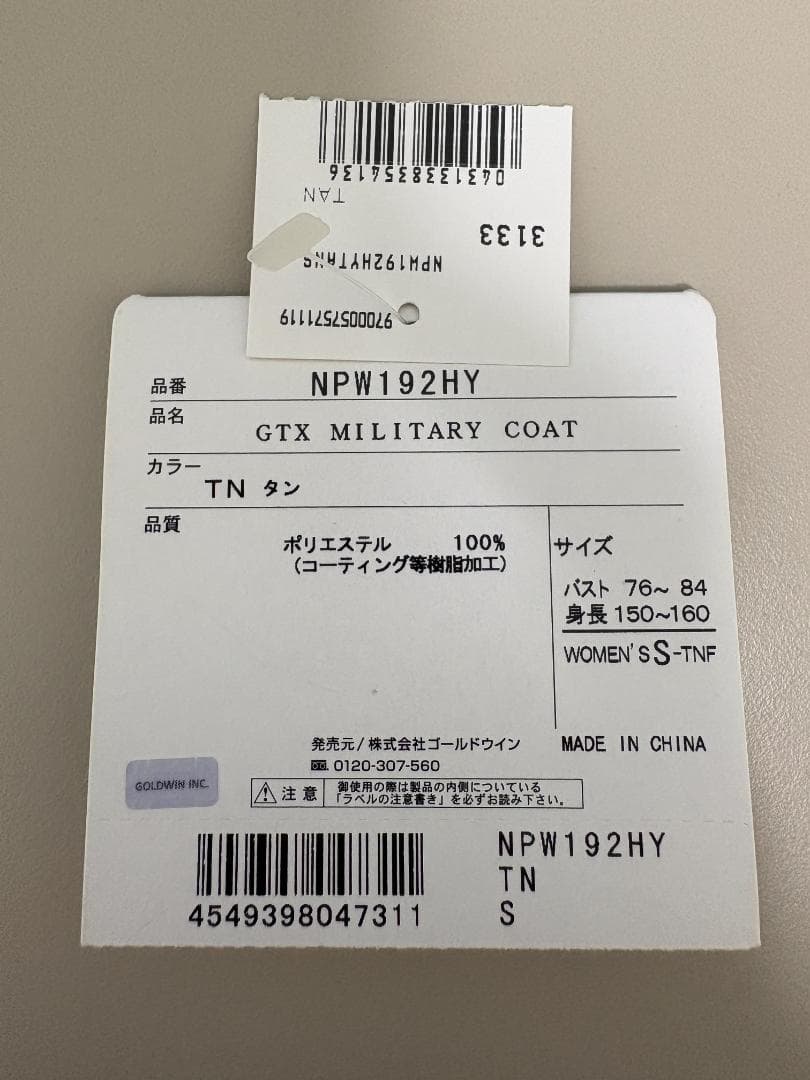 9700057571119
NPW192HYTANS
3133
TAN
0431338354136
品番 NPW192HY
品名 GTX MILITARY COAT
カラー TN タン
品質
ポリエステル 100%
(コーティング等樹脂加工)
サイズ
バスト 76~ 84
身長 150~160
WOMEN'S S-TNF
発売元/株式会社ゴールドウイン
0120-307-560
MADE IN CHINA
GOLDWIN INC.
注意
御使用の際は製品の内側についている
「ラベルの注意書き」を必ずお読み下さい。
4549398047311
NPW192HY
TN
S